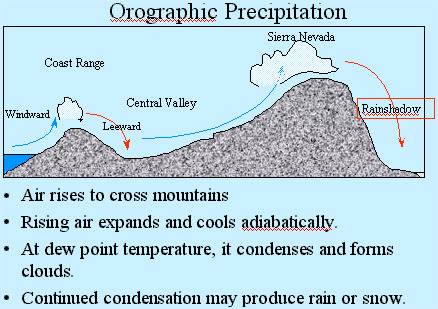 Orographic Precipitation
Sierra Nevada
Coast Range
Central Valley
Windward
Leeward
Rainshadow
• Air rises to cross mountains
• Rising air expands and cools adiabatically.
• At dew point temperature, it condenses and forms
clouds.
• Continued condensation may produce rain or snow.